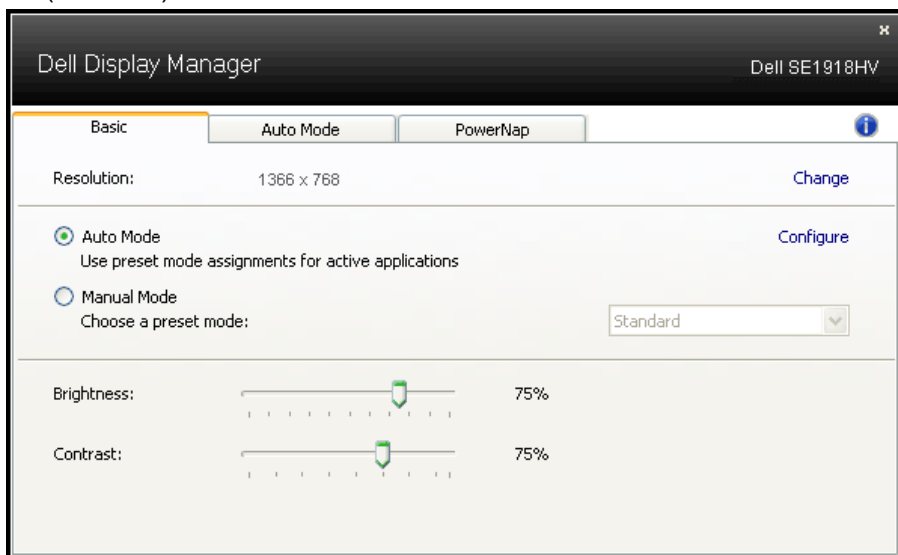 Dell Display Manager
Dell SE1918HV
Basic
Auto Mode
PowerNap
Resolution:
1366 x 768
Change
Auto Mode
Configure
Use preset mode assignments for active applications
Manual Mode
Choose a preset mode:
Standard
Brightness:
75%
Contrast:
75%